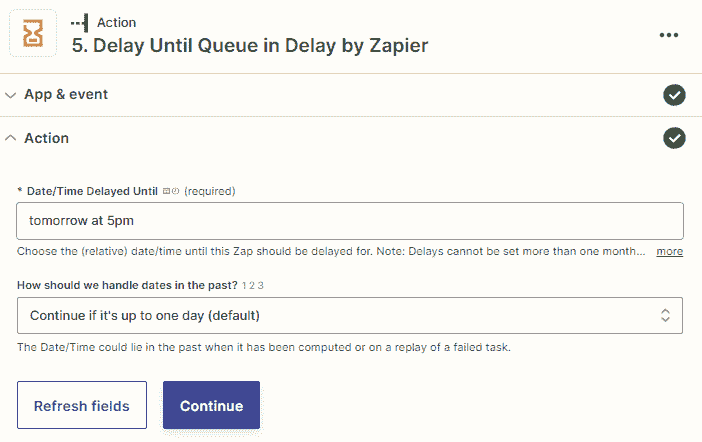 Action
5. Delay Until Queue in Delay by Zapier
App & event
Action
* Date/Time Delayed Until (required)
tomorrow at 5pm
Choose the (relative) date/time until this Zap should be delayed for. Note: Delays cannot be set more than one month... more
How should we handle dates in the past? 1 2 3
Continue if it's up to one day (default)
The Date/Time could lie in the past when it has been computed or on a replay of a failed task.
Refresh fields Continue